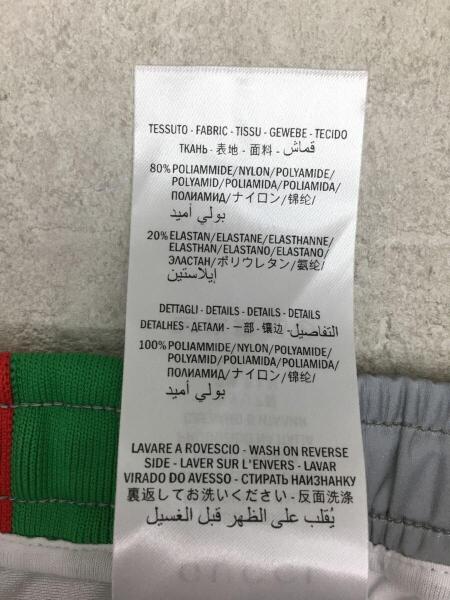 TESSUTO - FABRIC - TISSU - GEWEBE - TECIDO
ТКАНЬ - 表地 - 面料 - قماش
80% POLIAMMIDE/NYLON/POLYAMIDE/
POLYAMID/POLIAMIDA/POLIAMIDA/
ПОЛИАМИД/ナイロン/锦纶/
بولي أميد
20% ELASTAN/ELASTANE/ELASTHANNE/
ELASTHAN/ELASTANO/ELASTANO/
ЭЛАСТАН/ポリウレタン/氨纶/
إيلاستين
DETTAGLI - DETAILS - DETAILS - DETAILS
DETALHES - ДЕТАЛИ - 一部 - 镶边 - التفاصيل
100% POLIAMMIDE/NYLON/POLYAMIDE/
POLYAMID/POLIAMIDA/POLIAMIDA/
ПОЛИАМИД/ナイロン/锦纶/
بولي أميد
LAVARE A ROVESCIO - WASH ON REVERSE
SIDE - LAVER SUR L'ENVERS - LAVAR
VIRADO DO AVESSO - СТИРАТЬ НАИЗНАНКУ
裏返してお洗いください - 反面洗涤
يُقلب على الظهر قبل الغسيل